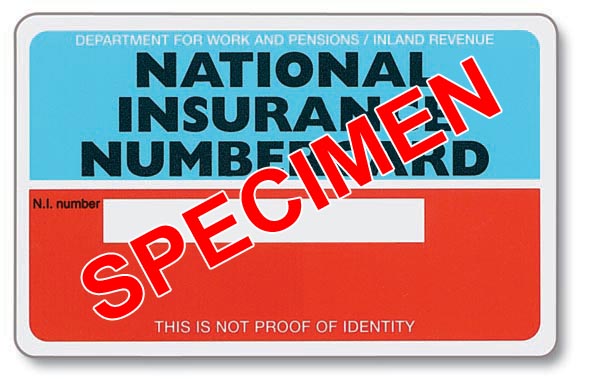 DEPARTMENT FOR WORK AND PENSIONS / INLAND REVENUE
NATIONAL
INSURANCE
NUMBERCARD
SPECIMEN
N.I. number
THIS IS NOT PROOF OF IDENTITY